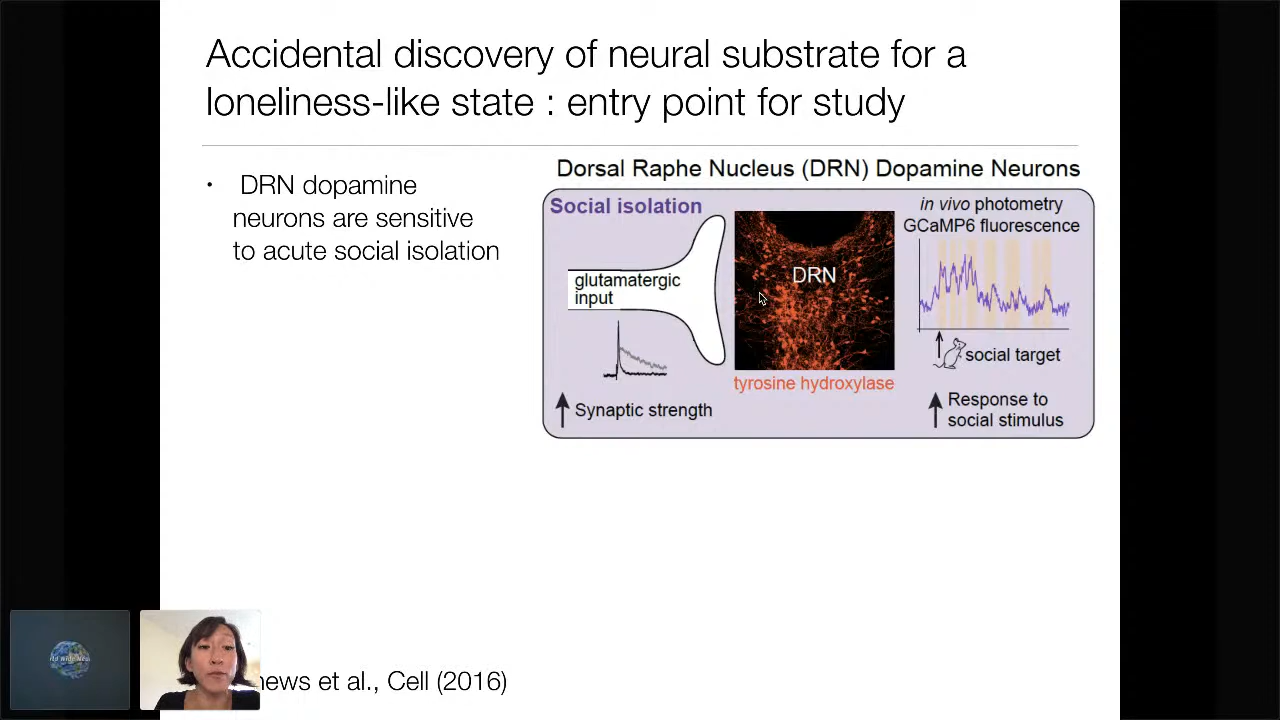 Accidental discovery of neural substrate for a
loneliness-like state : entry point for study
• DRN dopamine
neurons are sensitive
to acute social isolation
Dorsal Raphe Nucleus (DRN) Dopamine Neurons
Social isolation
glutamatergic
input
Synaptic strength
DRN
tyrosine hydroxylase
in vivo photometry
GCaMP6 fluorescence
social target
Response to
social stimulus
et al., Cell (2016)